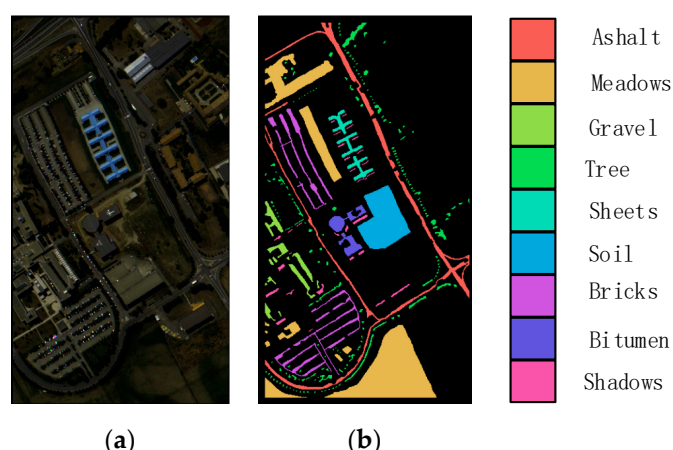 Ashalt
Meadows
Gravel
Tree
Sheets
Soil
Bricks
Bitumen
Shadows
(a)
(b)